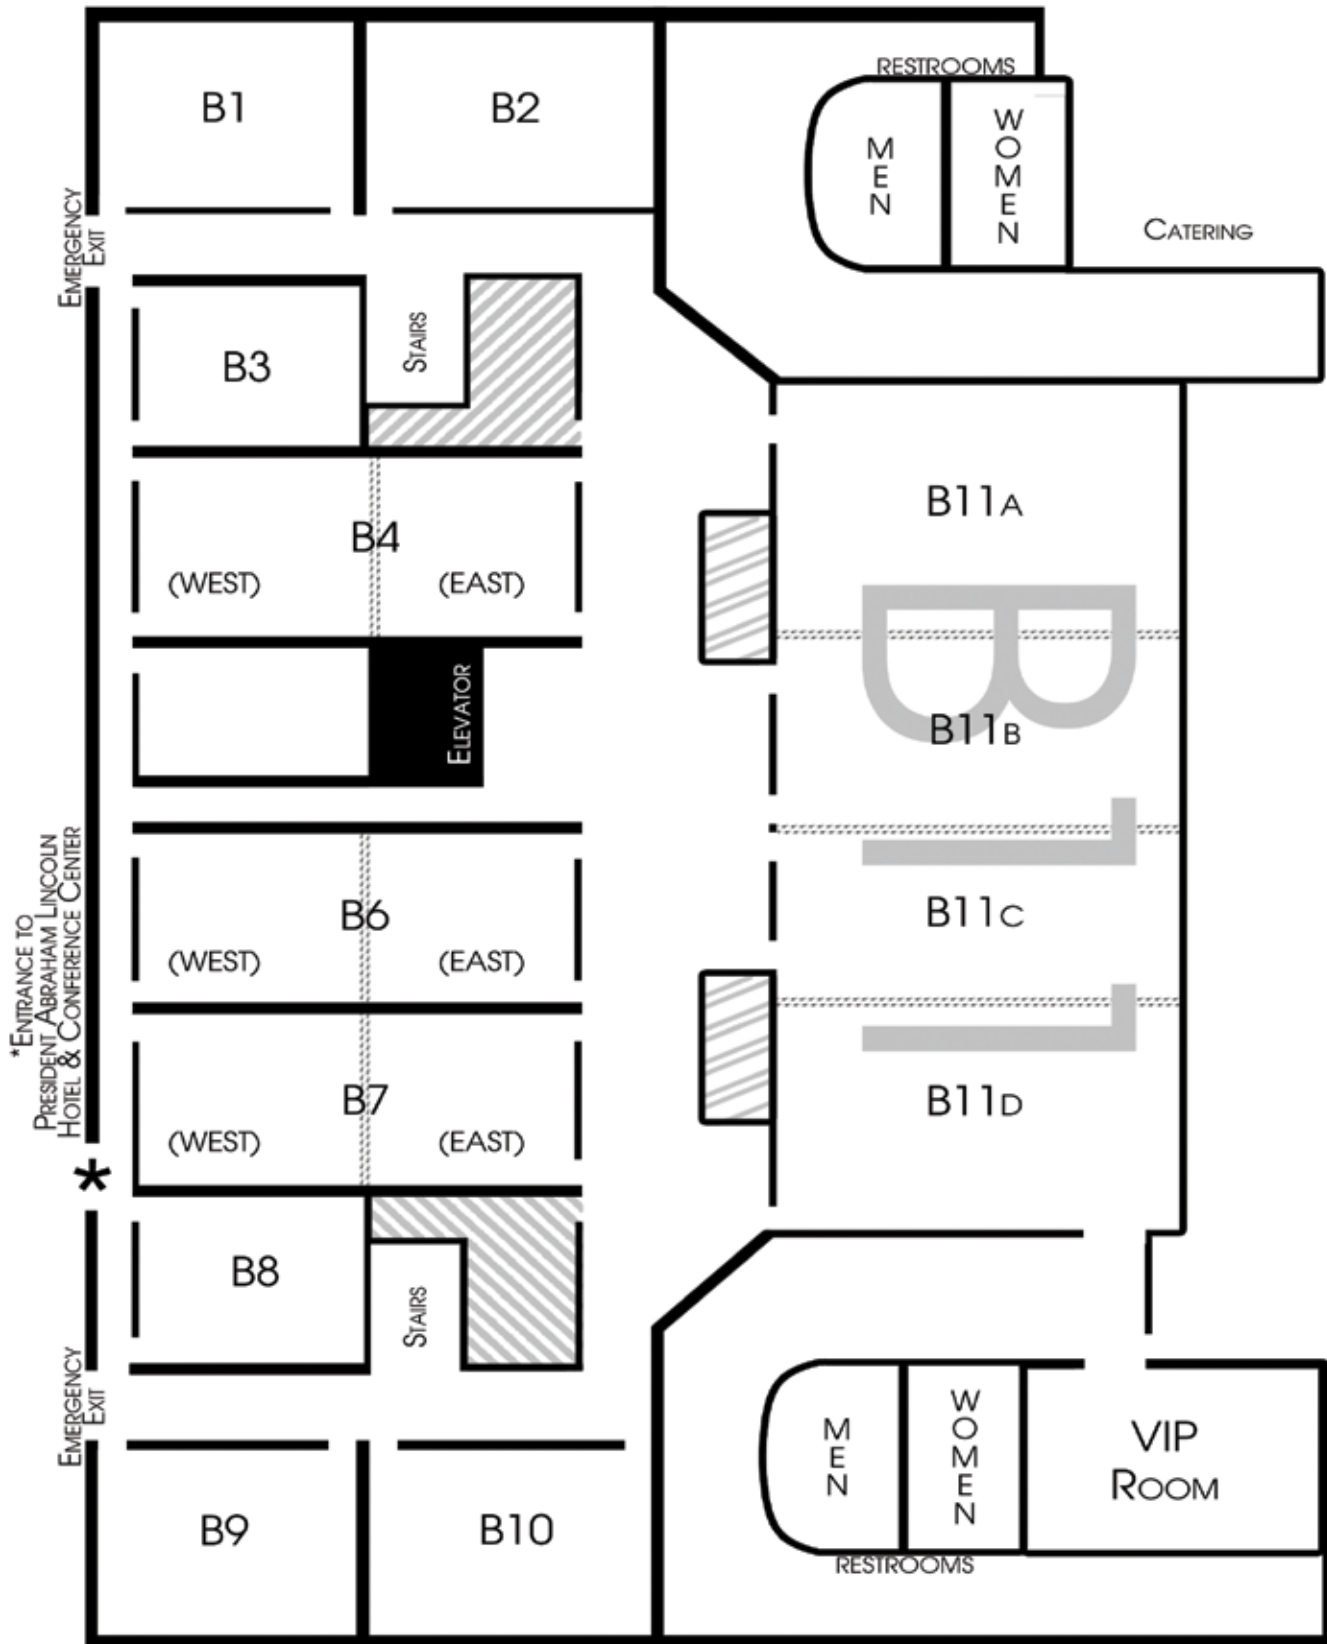 B1
B2
RESTROOMS
MEN
WOMEN
CATERING
EMERGENCY
EXIT
B3
STAIRS
B4
(WEST)
(EAST)
B11A
ELEVATOR
B11
B11B
*ENTRANCE TO
PRESIDENT ABRAHAM LINCOLN
HOTEL & CONFERENCE CENTER
B6
(WEST)
(EAST)
B11C
B7
(WEST)
(EAST)
B11D
*
B8
STAIRS
EMERGENCY
EXIT
B9
B10
MEN
WOMEN
VIP
ROOM
RESTROOMS